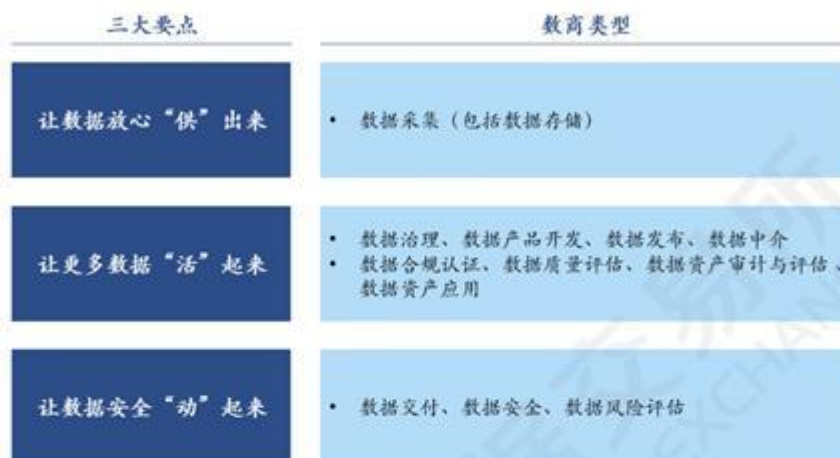 三大要点
数商类型
让数据放心“供”出来
• 数据采集（包括数据存储）
让更多数据“活”起来
• 数据治理、数据产品开发、数据发布、数据中介
• 数据合规认证、数据质量评估、数据资产审计与评估、
数据资产应用
让数据安全“动”起来
• 数据交付、数据安全、数据风险评估
交易所
EXCHAN